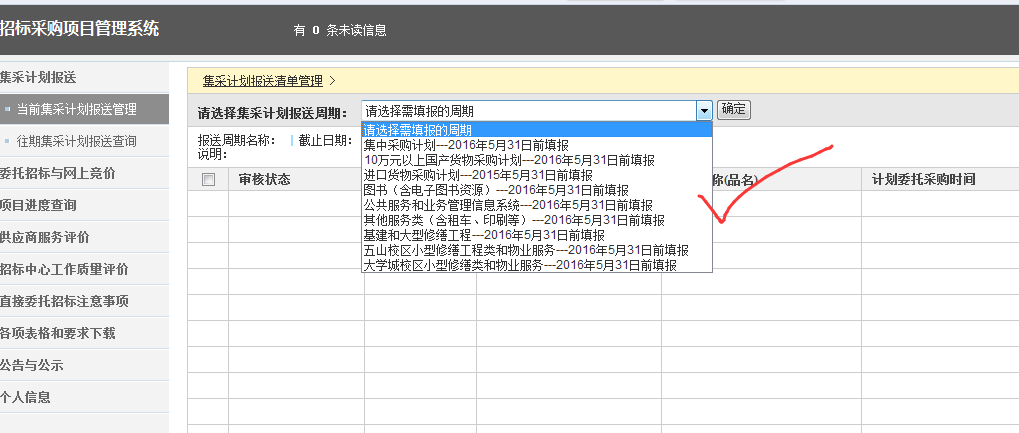 招标采购项目管理系统
有 0 条未读信息
集采计划报送
当前集采计划报送管理
往期集采计划报送查询
委托招标与网上竞价
项目进度查询
供应商服务评价
招标中心工作质量评价
直接委托招标注意事项
各项表格和要求下载
公告与公示
个人信息
集采计划报送清单管理 >
请选择集采计划报送周期： 请选择需填报的周期 确定
报送周期名称： | 截止日期：
说明：
请选择需填报的周期
集中采购计划---2016年5月31日前填报
10万元以上国产货物采购计划---2016年5月31日前填报
进口货物采购计划---2015年5月31日前填报
图书（含电子图书资源）---2016年5月31日前填报
公共服务和业务管理信息系统---2016年5月31日前填报
其他服务类（含租车、印刷等）---2016年5月31日前填报
基建和大型修缮工程---2016年5月31日前填报
五山校区小型修缮工程类和物业服务---2016年5月31日前填报
大学城校区小型修缮类和物业服务---2016年5月31日前填报
审核状态 称(品名) 计划委托采购时间